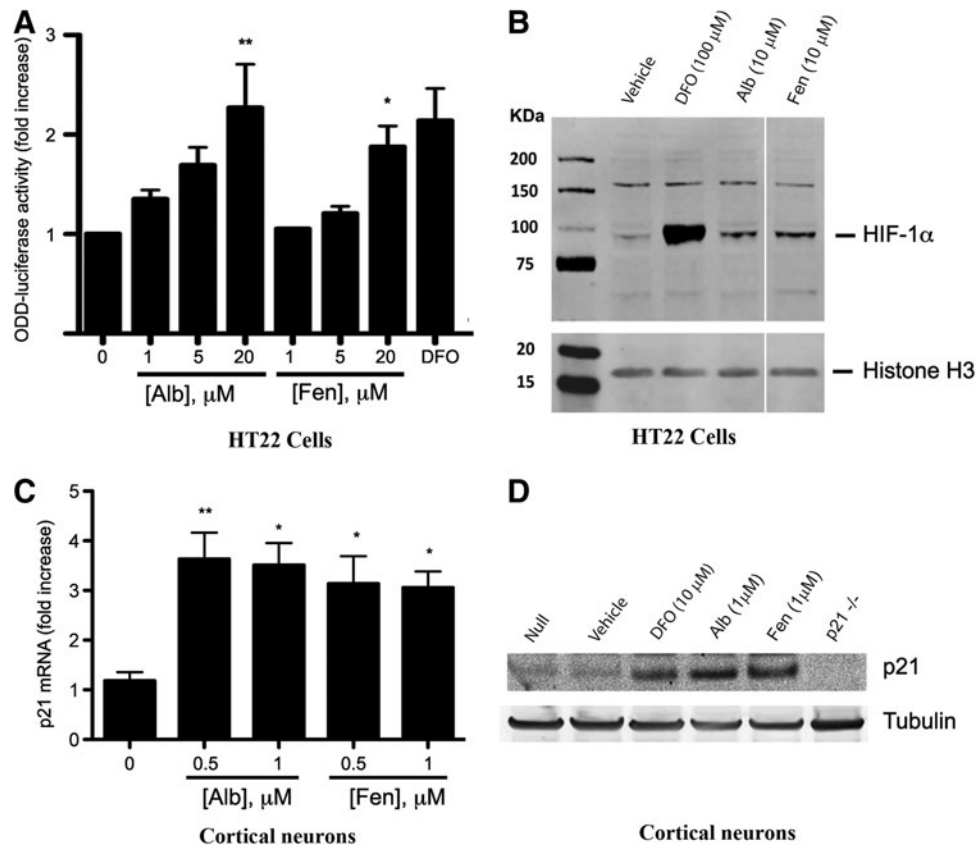 A
ODD-luciferase activity (fold increase)
3
2
1
0
0 1 5 20 1 5 20 DFO
[Alb], μM [Fen], μM
HT22 Cells
B
Vehicle
DFO (100 μM)
Alb (10 μM)
Fen (10 μM)
KDa
200
150
100
75
20
15
HIF-1α
Histone H3
HT22 Cells
C
p21 mRNA (fold increase)
5
4
3
2
1
0
** * * *
0 0.5 1 0.5 1
[Alb], μM [Fen], μM
Cortical neurons
D
Null
Vehicle
DFO (10 μM)
Alb (1μM)
Fen (1μM)
p21 -/-
p21
Tubulin
Cortical neurons